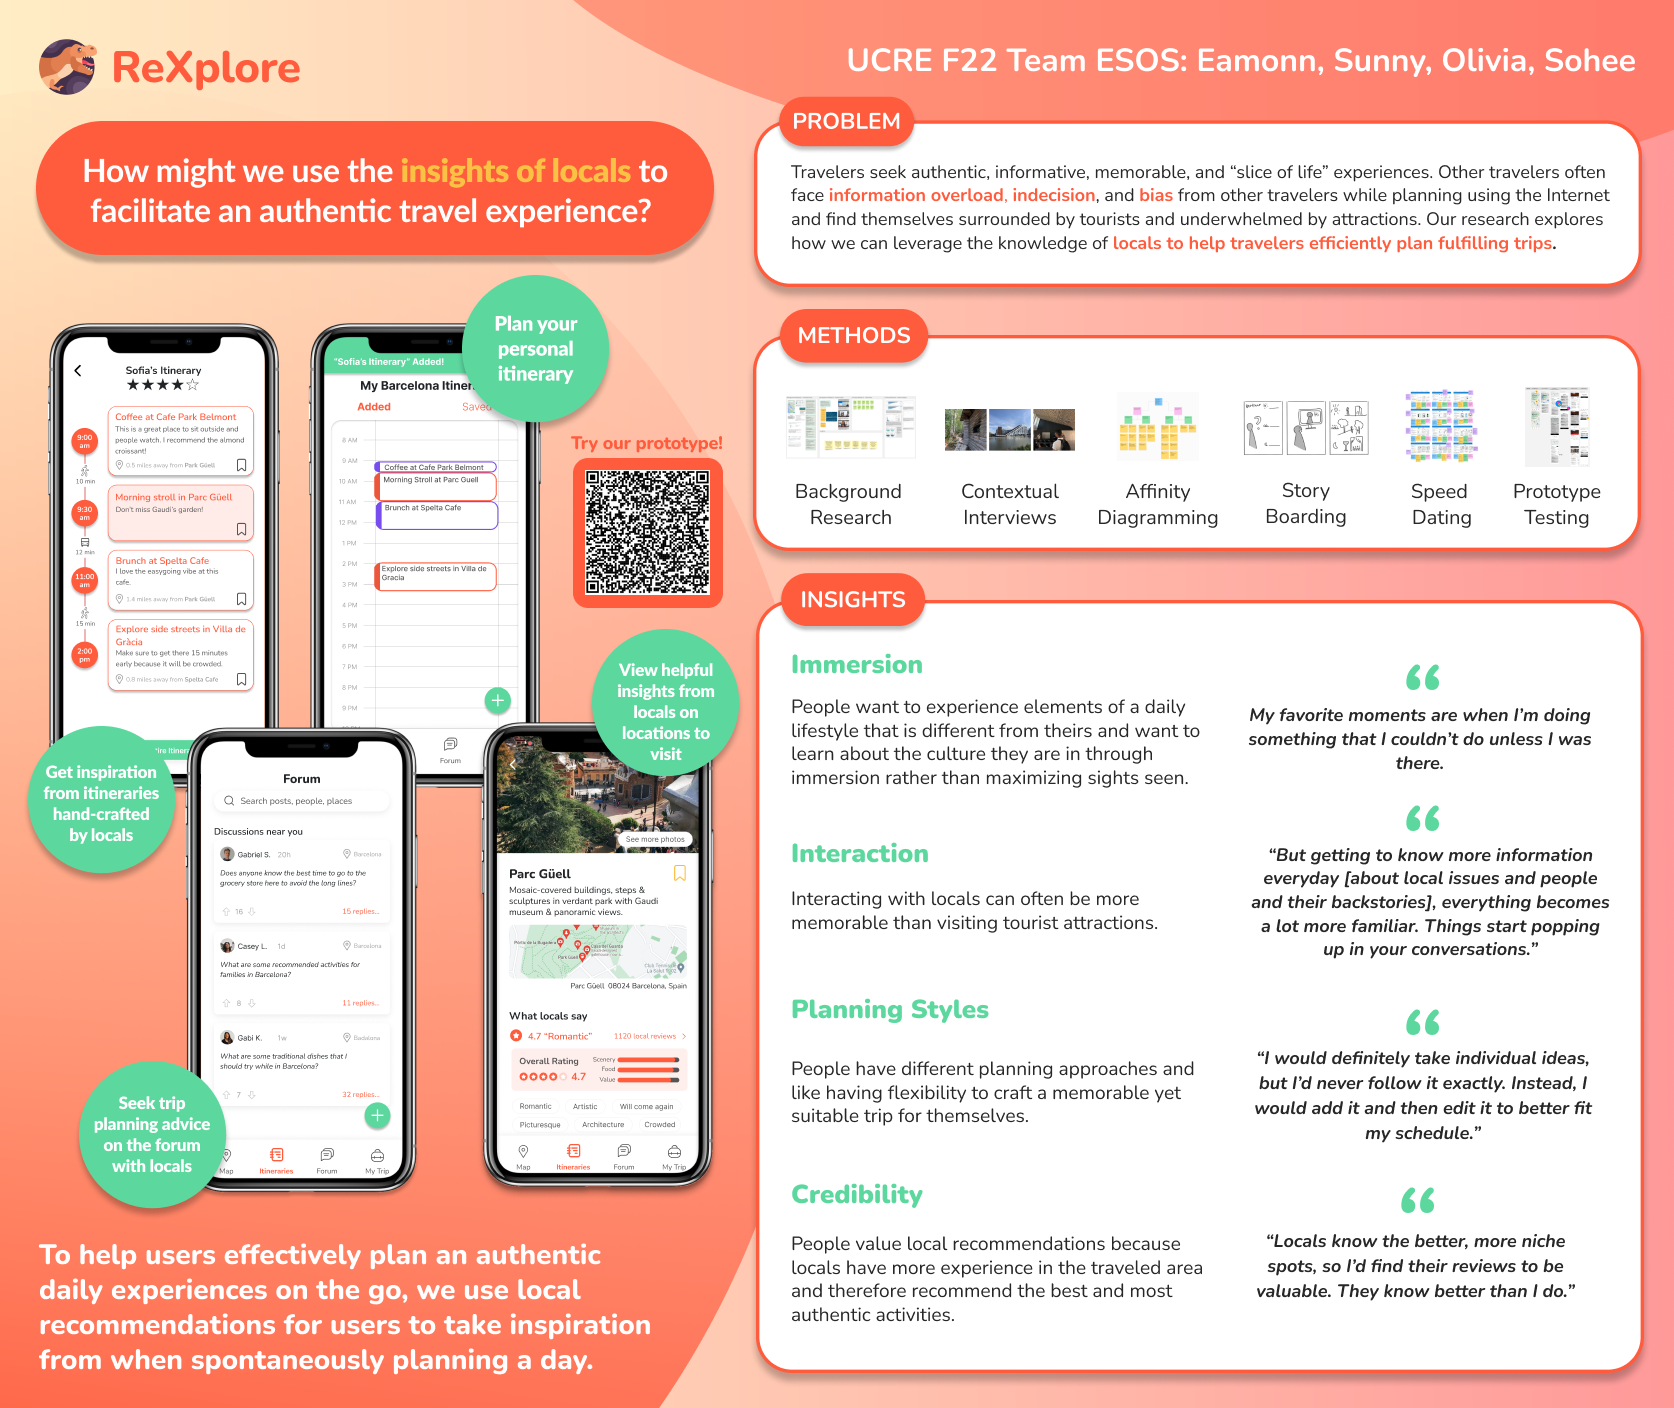 ReXplore
UCRE F22 Team ESOS: Eamonn, Sunny, Olivia, Sohee
How might we use the insights of locals to
facilitate an authentic travel experience?
PROBLEM
Travelers seek authentic, informative, memorable, and “slice of life” experiences. Other travelers often
face information overload, indecision, and bias from other travelers while planning using the Internet
and find themselves surrounded by tourists and underwhelmed by attractions. Our research explores
how we can leverage the knowledge of locals to help travelers efficiently plan fulfilling trips.
METHODS
Background
Research
Contextual
Interviews
Affinity
Diagramming
Story
Boarding
Speed
Dating
Prototype
Testing
INSIGHTS
Immersion
People want to experience elements of a daily
lifestyle that is different from theirs and want to
learn about the culture they are in through
immersion rather than maximizing sights seen.
My favorite moments are when I’m doing
something that I couldn’t do unless I was
there.
Interaction
Interacting with locals can often be more
memorable than visiting tourist attractions.
“But getting to know more information
everyday [about local issues and people
and their backstories], everything becomes
a lot more familiar. Things start popping
up in your conversations.”
Planning Styles
People have different planning approaches and
like having flexibility to craft a memorable yet
suitable trip for themselves.
“I would definitely take individual ideas,
but I’d never follow it exactly. Instead, I
would add it and then edit it to better fit
my schedule.”
Credibility
People value local recommendations because
locals have more experience in the traveled area
and therefore recommend the best and most
authentic activities.
“Locals know the better, more niche
spots, so I’d find their reviews to be
valuable. They know better than I do.”
Plan your
personal
itinerary
Try our prototype!
Sofia’s Itinerary
9:00
am
Coffee at Cafe Park Belmont
This is a great place to sit outside and
people watch. I recommend the almond
croissant!
0.5 miles away from Park Güell
10 min
9:30
am
Morning stroll in Parc Güell
Don’t miss Gaudi’s garden!
12 min
11:00
am
Brunch at Spelta Cafe
I love the easygoing vibe at this
cafe.
1.4 miles away from Park Güell
15 min
2:00
pm
Explore side streets in Villa de
Gràcia
Make sure to get there 15 minutes
early because it will be crowded.
0.8 miles away from Spelta Cafe
“Sofia’s Itinerary” Added!
My Barcelona Itiner
Added
Saved
8 AM
9 AM
Coffee at Cafe Park Belmont
10 AM
Morning Stroll at Parc Guell
11 AM
Brunch at Spelta Cafe
12 PM
1 PM
2 PM
Explore side streets in Villa de
Gracia
3 PM
4 PM
5 PM
6 PM
7 PM
8 PM
9 PM
Forum
View helpful
insights from
locals on
locations to
visit
Get inspiration
from itineraries
hand-crafted
by locals
Forum
Search posts, people, places
Discussions near you
Gabriel S. 20h
Barcelona
Does anyone know the best time to go to the
grocery store here to avoid the long lines?
16
15 replies...
Casey L. 1d
Barcelona
What are some recommended activities for
families in Barcelona?
8
11 replies...
Gabi K. 1w
Badalona
What are some traditional dishes that I
should try while in Barcelona?
7
32 replies...
Map
Itineraries
Forum
My Trip
See more photos
Parc Güell
Mosaic-covered buildings, steps &
sculptures in verdant park with Gaudi
museum & panoramic views.
Park Güell
Parc Güell 08024 Barcelona, Spain
What locals say
4.7 “Romantic”
1120 local reviews
Overall Rating
4.7
Scenery
Food
Value
Romantic
Artistic
Will come again
Picturesque
Architecture
Crowded
Map
Itineraries
Forum
My Trip
Seek trip
planning advice
on the forum
with locals
To help users effectively plan an authentic
daily experiences on the go, we use local
recommendations for users to take inspiration
from when spontaneously planning a day.